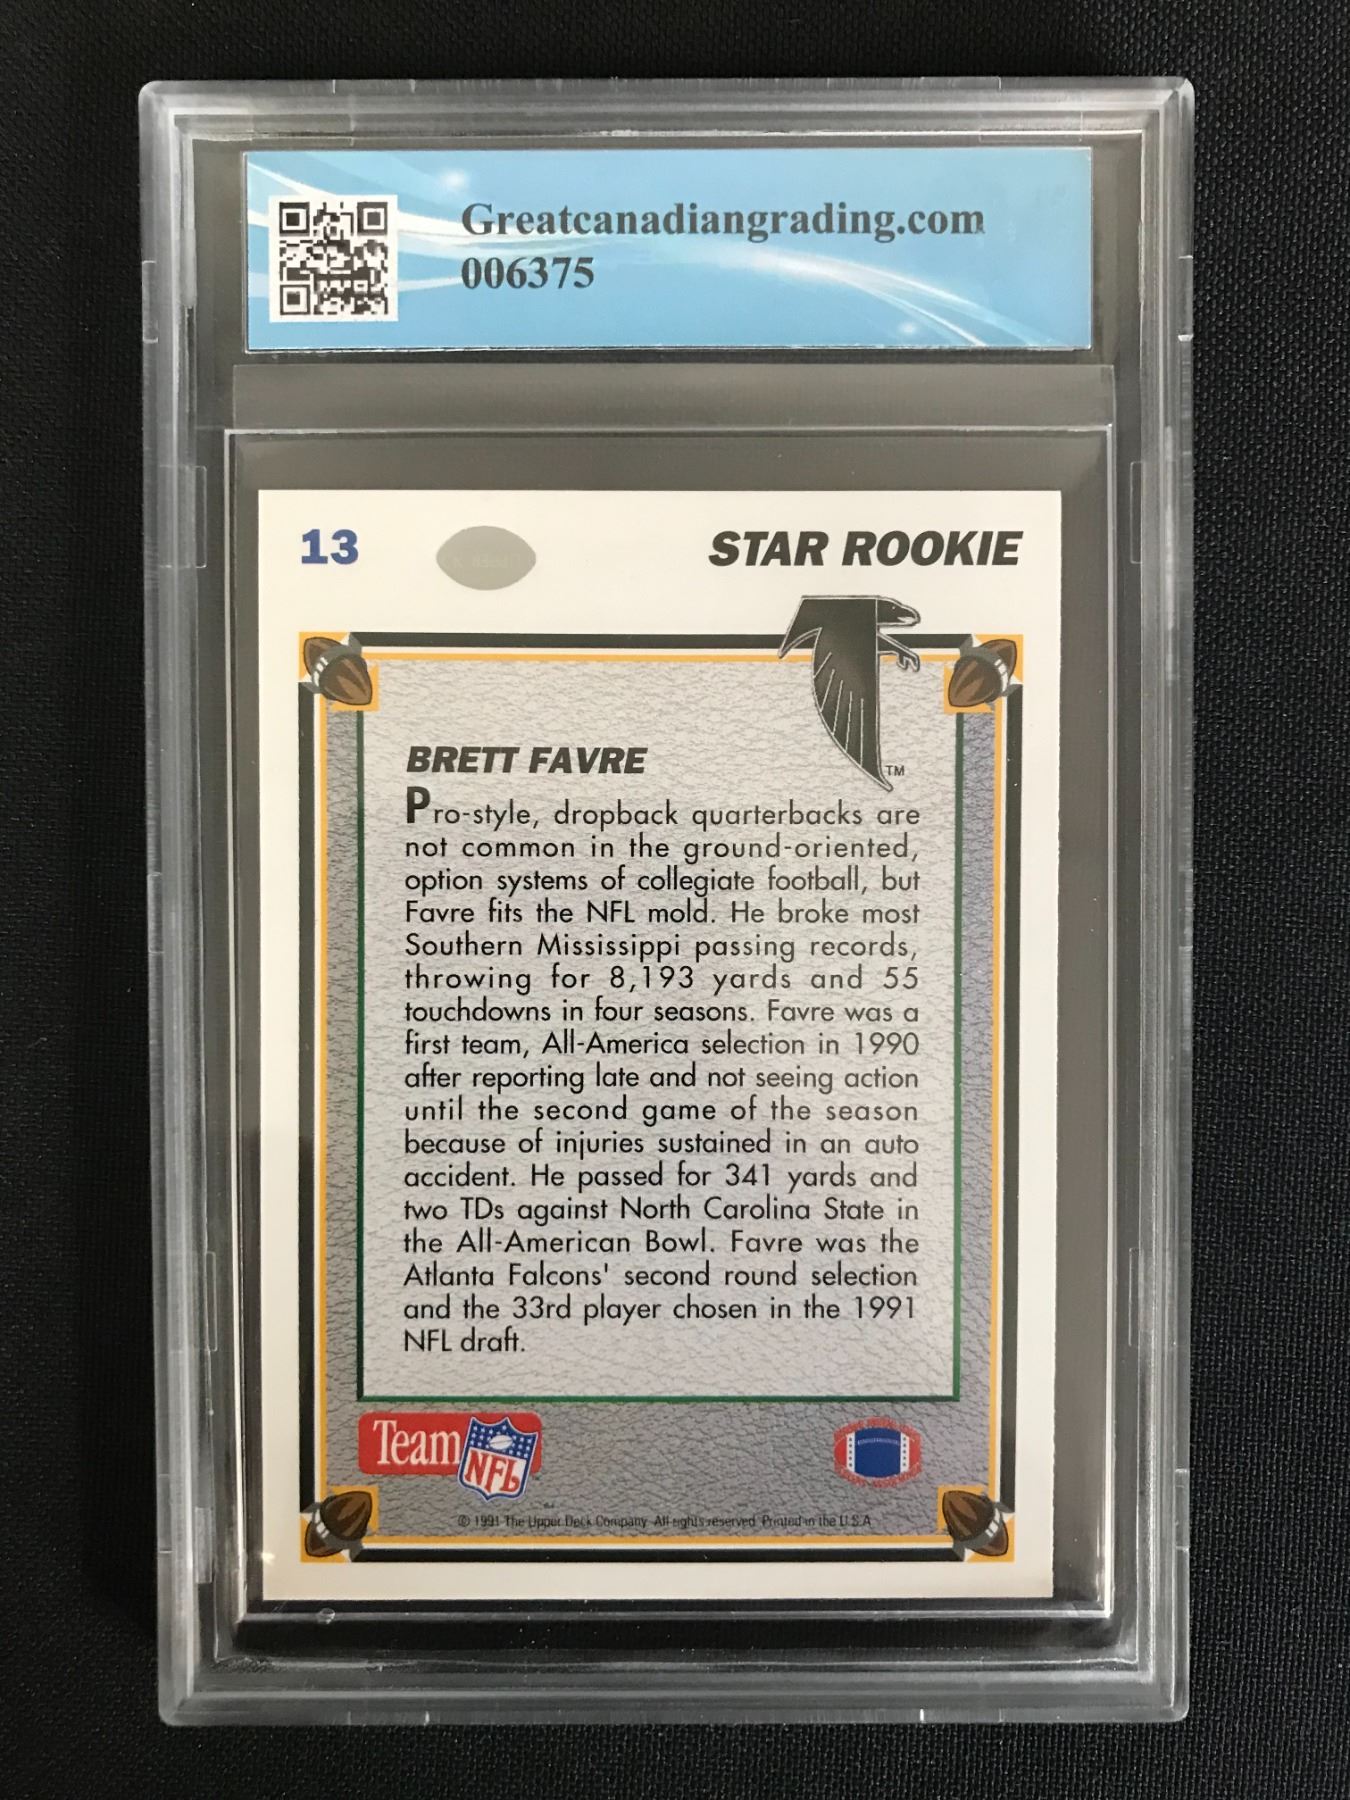 Greatcanadiangrading.com
006375
13
STAR ROOKIE
TM
BRETT FAVRE
Pro-style, dropback quarterbacks are
not common in the ground-oriented,
option systems of collegiate football, but
Favre fits the NFL mold. He broke most
Southern Mississippi passing records,
throwing for 8,193 yards and 55
touchdowns in four seasons. Favre was a
first team, All-America selection in 1990
after reporting late and not seeing action
until the second game of the season
because of injuries sustained in an auto
accident. He passed for 341 yards and
two TDs against North Carolina State in
the All-American Bowl. Favre was the
Atlanta Falcons' second round selection
and the 33rd player chosen in the 1991
NFL draft.
Team NFL
© 1991 The Upper Deck Company. All rights reserved. Printed in the U.S.A.